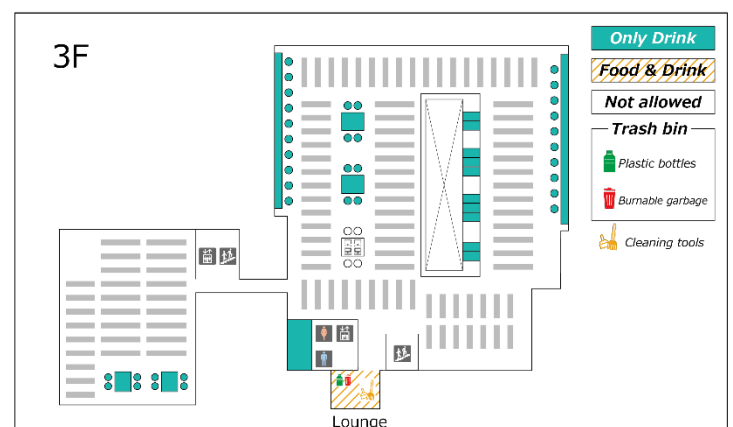 3F
Only Drink
Food & Drink
Not allowed
Trash bin
Plastic bottles
Burnable garbage
Cleaning tools
Lounge